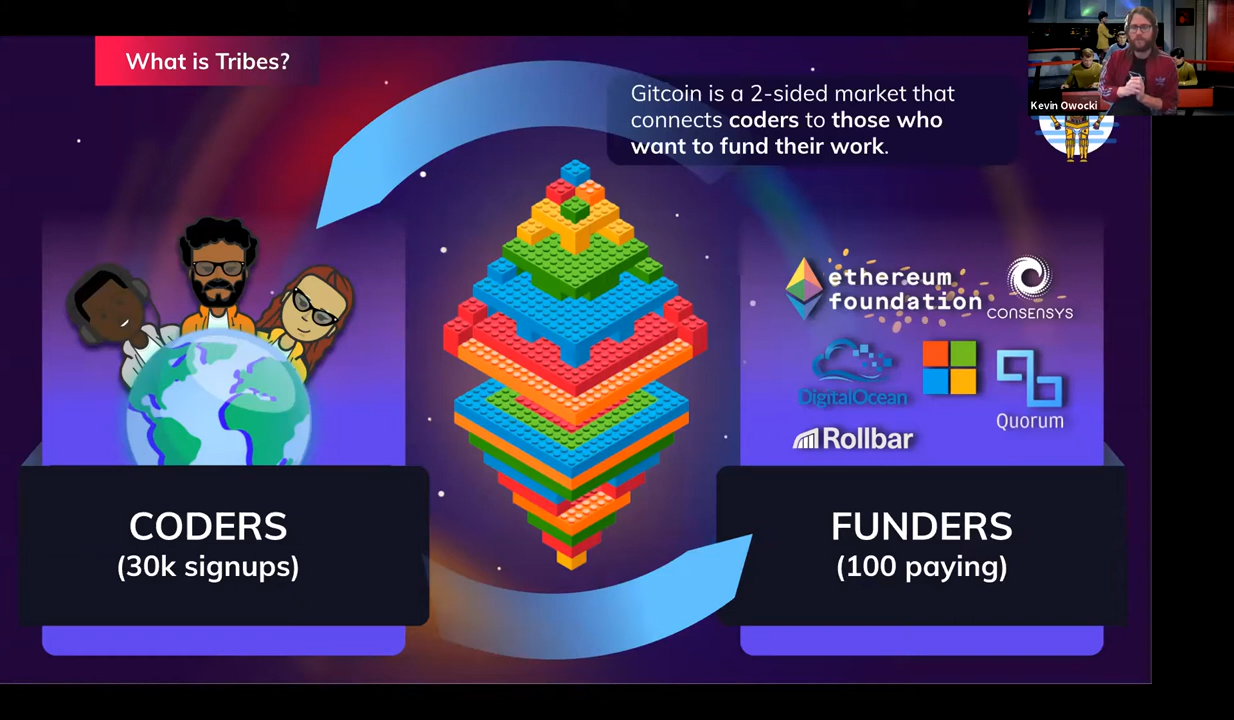 What is Tribes?
Gitcoin is a 2-sided market that
connects coders to those who
want to fund their work.
Kevin Owocki
ethereum
foundation
CONSENSYS
DigitalOcean
Quorum
Rollbar
CODERS
(30k signups)
FUNDERS
(100 paying)